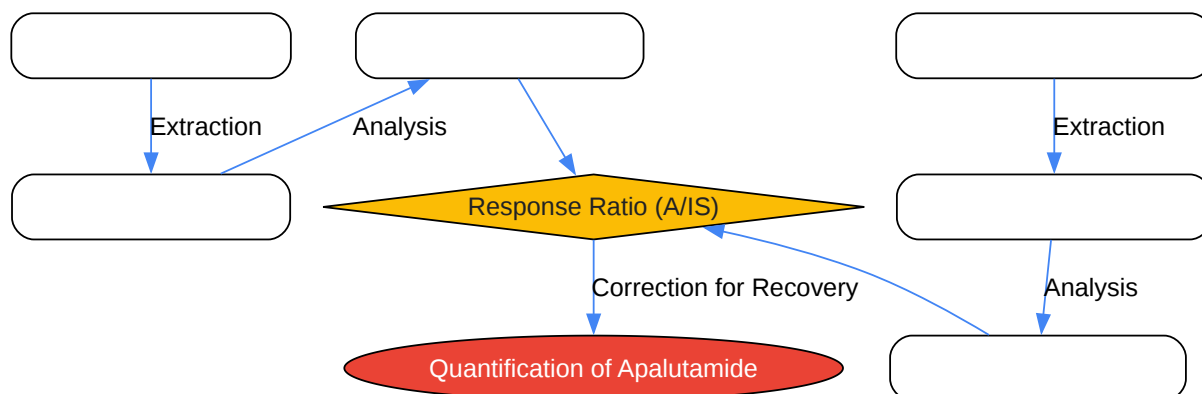 Extraction
Analysis
Extraction
Response Ratio (A/IS)
Correction for Recovery
Analysis
Quantification of Apalutamide